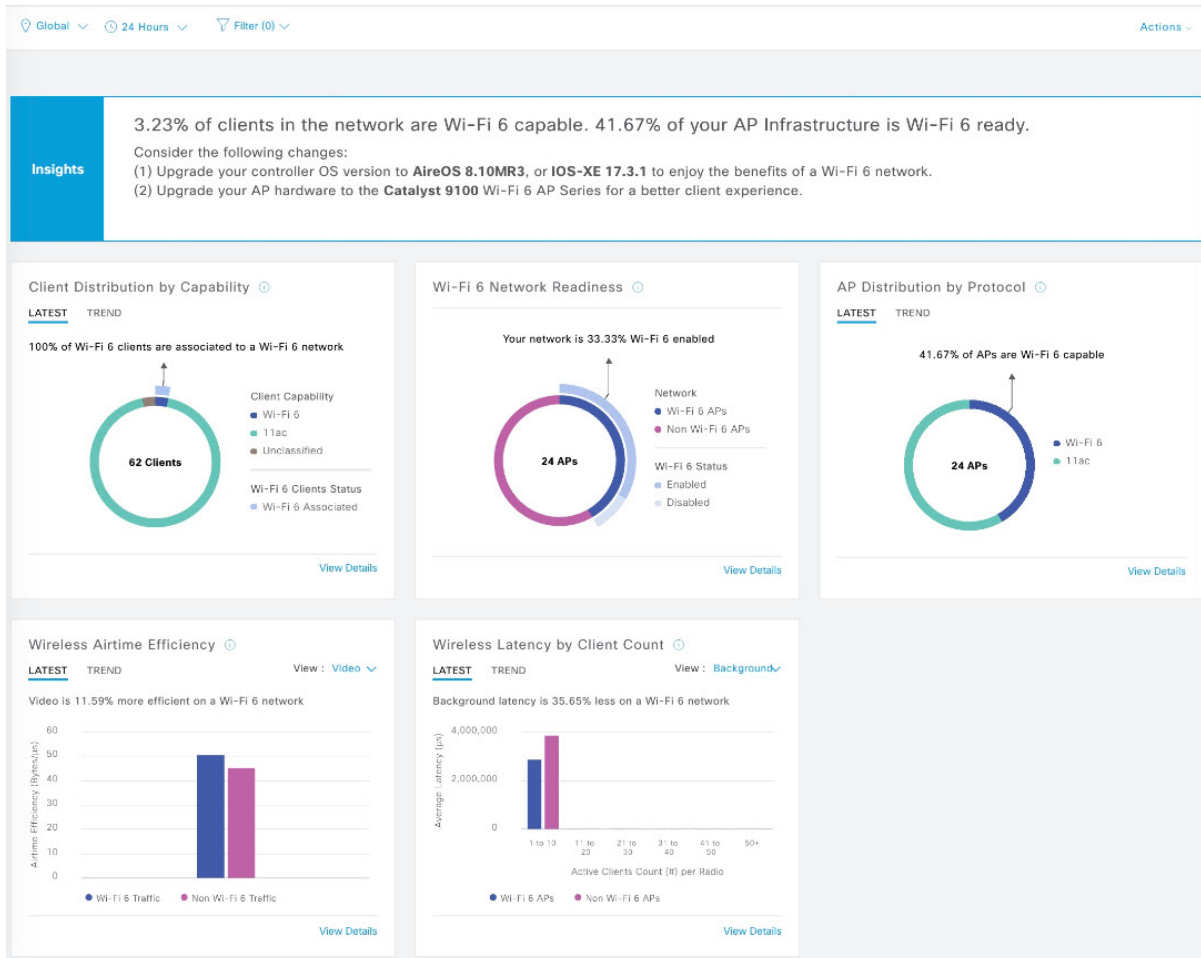 Global
24 Hours
Filter (0)
Actions
Insights
3.23% of clients in the network are Wi-Fi 6 capable. 41.67% of your AP Infrastructure is Wi-Fi 6 ready.
Consider the following changes:
(1) Upgrade your controller OS version to AireOS 8.10MR3, or IOS-XE 17.3.1 to enjoy the benefits of a Wi-Fi 6 network.
(2) Upgrade your AP hardware to the Catalyst 9100 Wi-Fi 6 AP Series for a better client experience.
Client Distribution by Capability
LATEST TREND
100% of Wi-Fi 6 clients are associated to a Wi-Fi 6 network
62 Clients
Client Capability
Wi-Fi 6
11ac
Unclassified
Wi-Fi 6 Clients Status
Wi-Fi 6 Associated
View Details
Wi-Fi 6 Network Readiness
Your network is 33.33% Wi-Fi 6 enabled
24 APs
Network
Wi-Fi 6 APs
Non Wi-Fi 6 APs
Wi-Fi 6 Status
Enabled
Disabled
View Details
AP Distribution by Protocol
LATEST TREND
41.67% of APs are Wi-Fi 6 capable
24 APs
Wi-Fi 6
11ac
View Details
Wireless Airtime Efficiency
LATEST TREND
View : Video
Video is 11.59% more efficient on a Wi-Fi 6 network
Airtime Efficiency (Bytes/μs)
60
50
40
30
20
10
0
Wi-Fi 6 Traffic Non Wi-Fi 6 Traffic
View Details
Wireless Latency by Client Count
LATEST TREND
View : Background
Background latency is 35.65% less on a Wi-Fi 6 network
Average Latency (μs)
4,000,000
2,000,000
0
1 to 10
11 to 20
21 to 30
31 to 40
41 to 50
50+
Active Clients Count (#) per Radio
Wi-Fi 6 APs Non Wi-Fi 6 APs
View Details